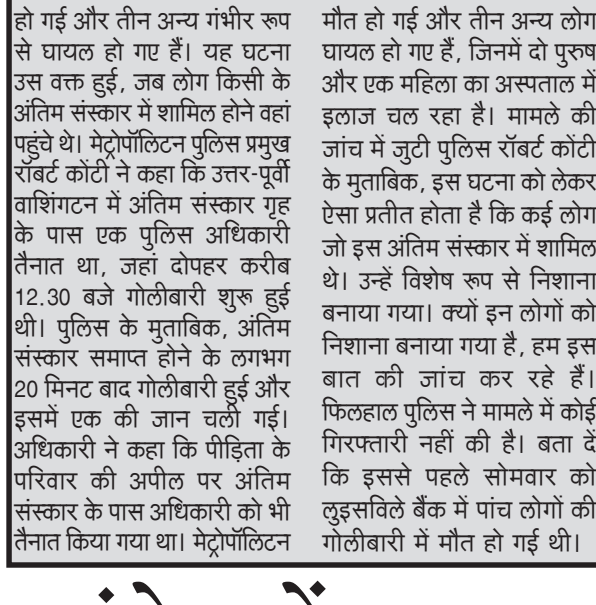 हो गई और तीन अन्य गंभीर रूप
से घायल हो गए हैं। यह घटना
उस वक्त हुई, जब लोग किसी के
अंतिम संस्कार में शामिल होने वहां
पहुंचे थे। मेट्रोपॉलिटन पुलिस प्रमुख
रॉबर्ट कोंटी ने कहा कि उत्तर-पूर्वी
वाशिंगटन में अंतिम संस्कार गृह
के पास एक पुलिस अधिकारी
तैनात था, जहां दोपहर करीब
12.30 बजे गोलीबारी शुरू हुई
थी। पुलिस के मुताबिक, अंतिम
संस्कार समाप्त होने के लगभग
20 मिनट बाद गोलीबारी हुई और
इसमें एक की जान चली गई।
अधिकारी ने कहा कि पीड़िता के
परिवार की अपील पर अंतिम
संस्कार के पास अधिकारी को भी
तैनात किया गया था। मेट्रोपॉलिटन
मौत हो गई और तीन अन्य लोग
घायल हो गए हैं, जिनमें दो पुरुष
और एक महिला का अस्पताल में
इलाज चल रहा है। मामले की
जांच में जुटी पुलिस रॉबर्ट कोंटी
के मुताबिक, इस घटना को लेकर
ऐसा प्रतीत होता है कि कई लोग
जो इस अंतिम संस्कार में शामिल
थे। उन्हें विशेष रूप से निशाना
बनाया गया। क्यों इन लोगों को
निशाना बनाया गया है, हम इस
बात की जांच कर रहे हैं।
फिलहाल पुलिस ने मामले में कोई
गिरफ्तारी नहीं की है। बता दें
कि इससे पहले सोमवार को
लुइसविले बैंक में पांच लोगों की
गोलीबारी में मौत हो गई थी।